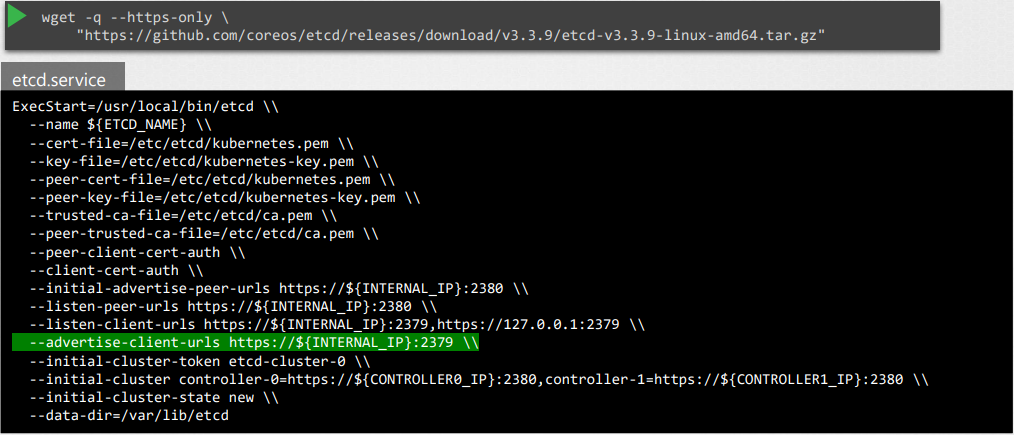 wget -q --https-only \
"https://github.com/coreos/etcd/releases/download/v3.3.9/etcd-v3.3.9-linux-amd64.tar.gz"
etcd.service
ExecStart=/usr/local/bin/etcd \\
--name ${ETCD_NAME} \\
--cert-file=/etc/etcd/kubernetes.pem \\
--key-file=/etc/etcd/kubernetes-key.pem \\
--peer-cert-file=/etc/etcd/kubernetes.pem \\
--peer-key-file=/etc/etcd/kubernetes-key.pem \\
--trusted-ca-file=/etc/etcd/ca.pem \\
--peer-trusted-ca-file=/etc/etcd/ca.pem \\
--peer-client-cert-auth \\
--client-cert-auth \\
--initial-advertise-peer-urls https://${INTERNAL_IP}:2380 \\
--listen-peer-urls https://${INTERNAL_IP}:2380 \\
--listen-client-urls https://${INTERNAL_IP}:2379,https://127.0.0.1:2379 \\
--advertise-client-urls https://${INTERNAL_IP}:2379 \\
--initial-cluster-token etcd-cluster-0 \\
--initial-cluster controller-0=https://${CONTROLLER0_IP}:2380,controller-1=https://${CONTROLLER1_IP}:2380 \\
--initial-cluster-state new \\
--data-dir=/var/lib/etcd